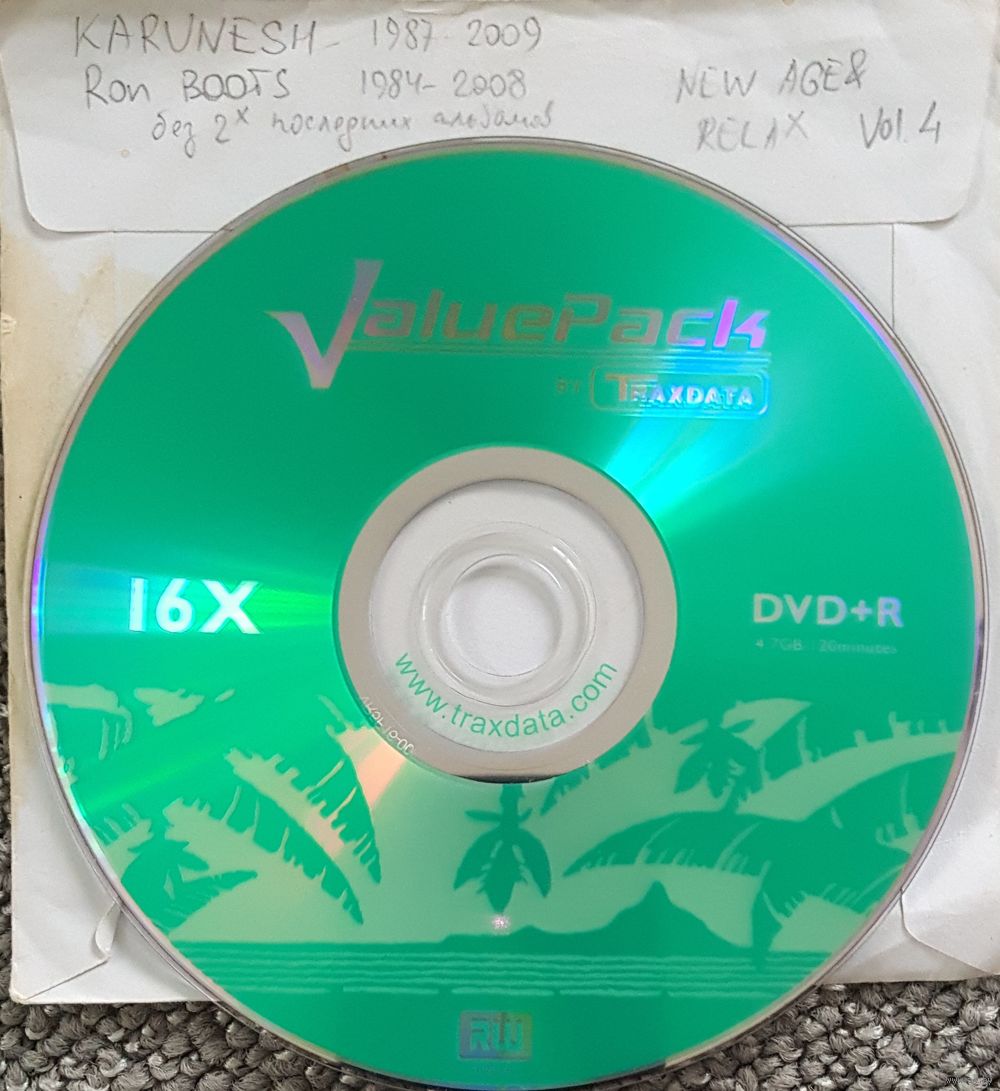 KARUNESH - 1987-2009
Ron BOOTS 1984-2008
без 2х последних альбомов
NEW AGE &
RELAX Vol. 4
ValuePack
BY TRAXDATA
16X
DVD+R
4.7GB 120minutes
www.traxdata.com
RW